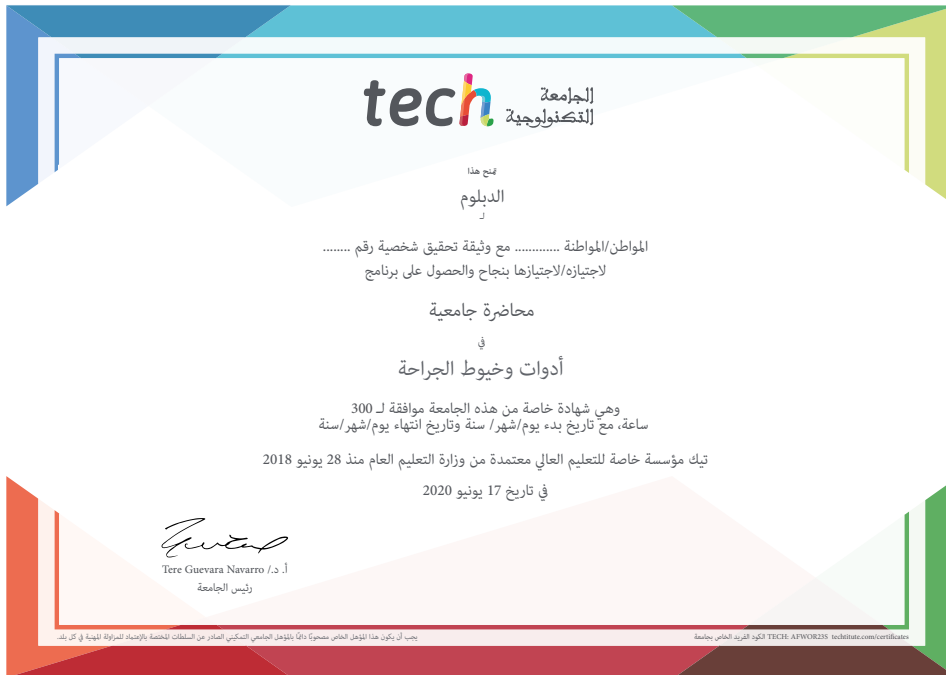 tech الجامعة
التكنولوجية
يمنح هذا
الدبلوم
لـ
المواطن/المواطنة ............. مع وثيقة تحقيق شخصية رقم ........
لاجتيازه/لاجتيازها بنجاح والحصول على برنامج
محاضرة جامعية
في
أدوات وخيوط الجراحة
وهي شهادة خاصة من هذه الجامعة موافقة لـ 300
ساعة، مع تاريخ بدء يوم/شهر/ سنة وتاريخ انتهاء يوم/شهر/سنة
تيك مؤسسة خاصة للتعليم العالي معتمدة من وزارة التعليم العام منذ 28 يونيو 2018
في تاريخ 17 يونيو 2020
أ. د./ Tere Guevara Navarro
رئيس الجامعة
يجب أن يكون هذا المؤهل الخاص مصحوبًا دائمًا بالمؤهل الجامعي التمكيني الصادر عن السلطات المختصة بالإعتماد للمزاولة المهنية في كل بلد.
الكود الفريد الخاص بجامعة TECH: AFWOR23S techtitute.com/certificates